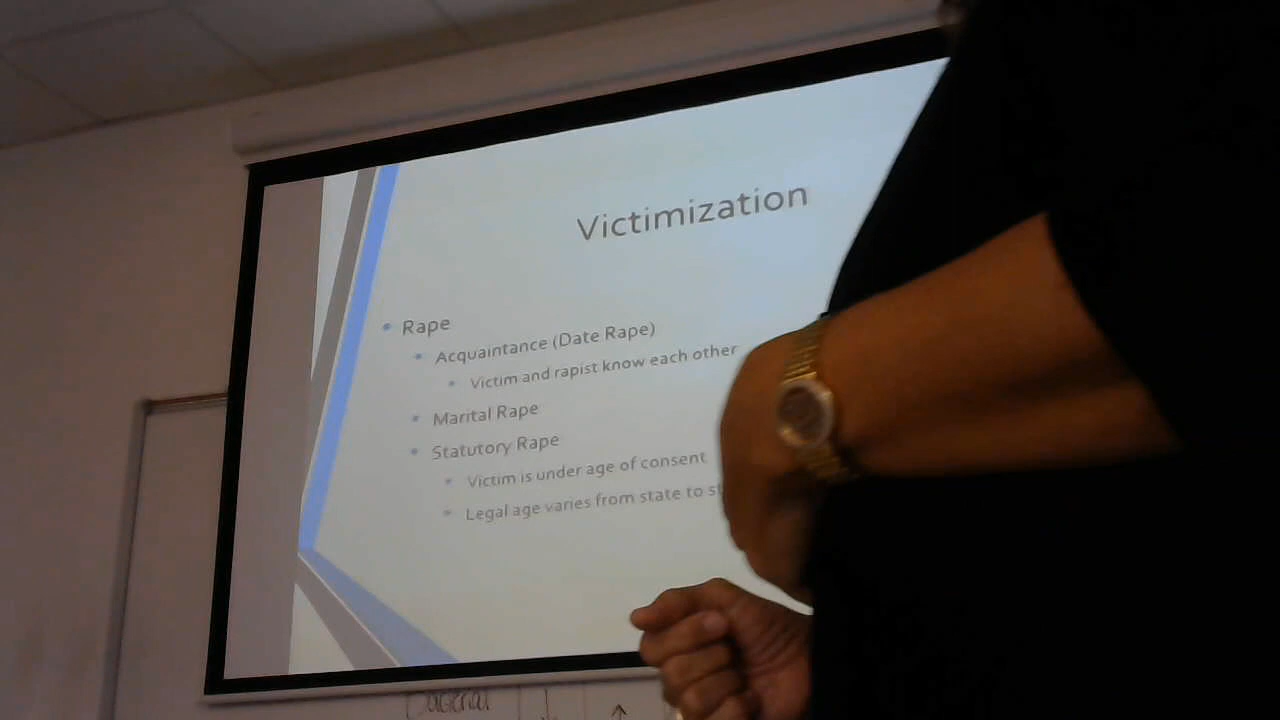 Victimization
• Rape
• Acquaintance (Date Rape)
• Victim and rapist know each other
• Marital Rape
• Statutory Rape
• Victim is under age of consent
• Legal age varies from state to